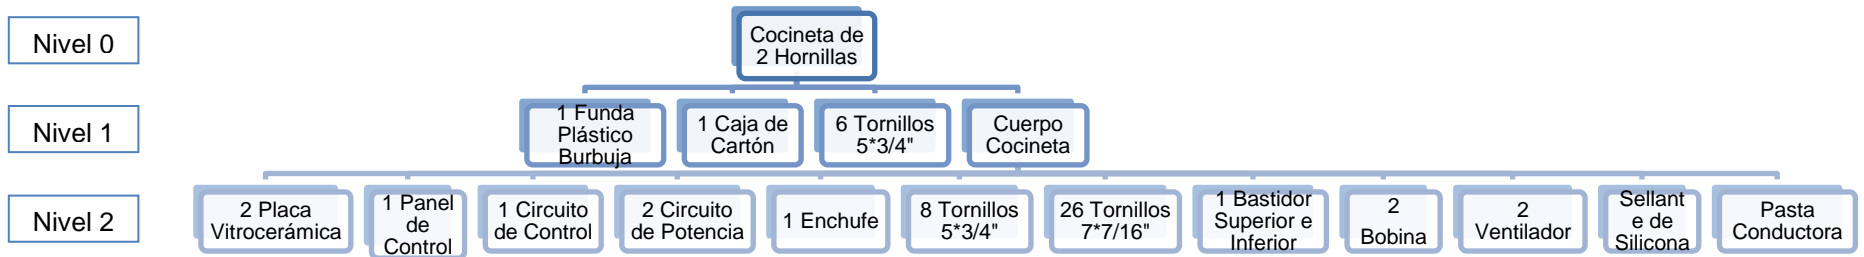 Nivel 0
Cocineta de
2 Hornillas
Nivel 1
1 Funda
Plástico
Burbuja
1 Caja de
Cartón
6 Tornillos
5*3/4"
Cuerpo
Cocineta
Nivel 2
2 Placa
Vitrocerámica
1 Panel
de
Control
1 Circuito
de Control
2 Circuito
de Potencia
1 Enchufe
8 Tornillos
5*3/4"
26 Tornillos
7*7/16"
1 Bastidor
Superior e
Inferior
2
Bobina
2
Ventilador
Sellant
e de
Silicona
Pasta
Conductora